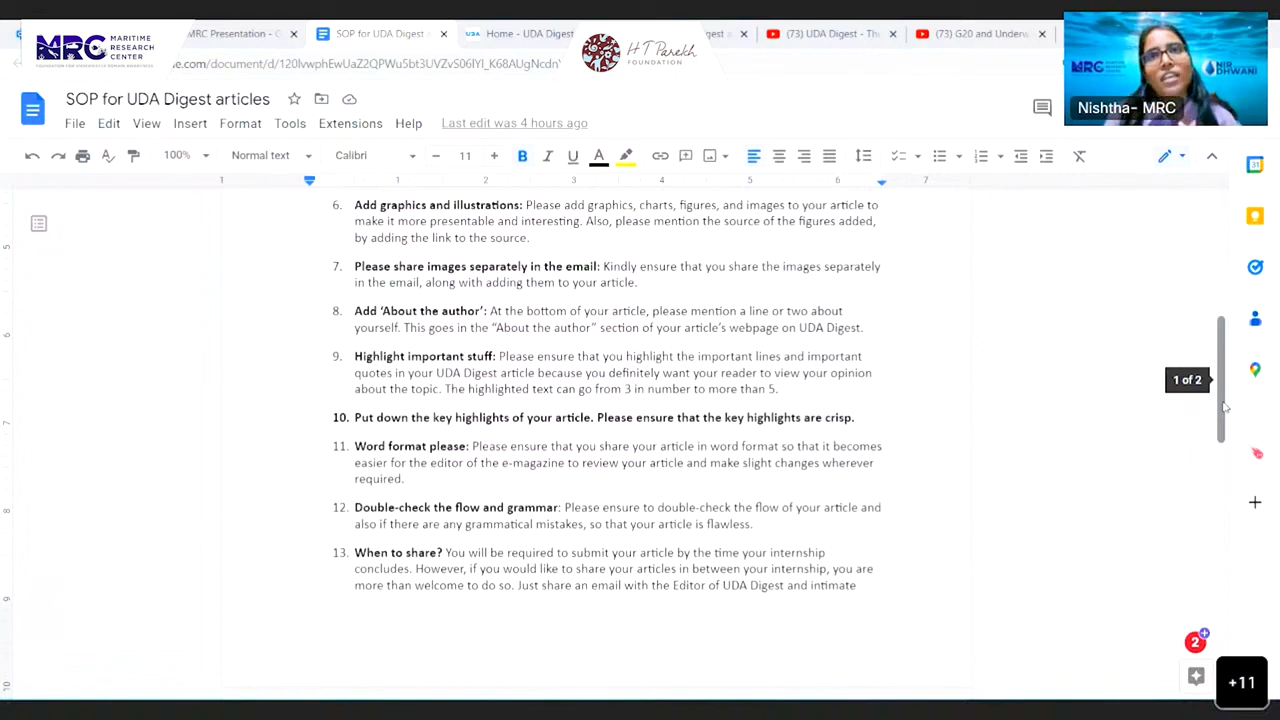 MRC MARITIME RESEARCH CENTER
MRC Presentation - G
SOP for UDA Digest
Home - UDA Digest
(73) UDA Digest - The
(73) G20 and Underw
H T Parekh
FOUNDATION
SOP for UDA Digest articles
File Edit View Insert Format Tools Extensions Help Last edit was 4 hours ago
100% Normal text Calibri 11
1 1 2 3 4 5 6 7
Nishtha- MRC
6. Add graphics and illustrations: Please add graphics, charts, figures, and images to your article to
make it more presentable and interesting. Also, please mention the source of the figures added,
by adding the link to the source.
7. Please share images separately in the email: Kindly ensure that you share the images separately
in the email, along with adding them to your article.
8. Add ‘About the author’: At the bottom of your article, please mention a line or two about
yourself. This goes in the “About the author” section of your article’s webpage on UDA Digest.
9. Highlight important stuff: Please ensure that you highlight the important lines and important
quotes in your UDA Digest article because you definitely want your reader to view your opinion
about the topic. The highlighted text can go from 3 in number to more than 5.
10. Put down the key highlights of your article. Please ensure that the key highlights are crisp.
11. Word format please: Please ensure that you share your article in word format so that it becomes
easier for the editor of the e-magazine to review your article and make slight changes wherever
required.
12. Double-check the flow and grammar: Please ensure to double-check the flow of your article and
also if there are any grammatical mistakes, so that your article is flawless.
13. When to share? You will be required to submit your article by the time your internship
concludes. However, if you would like to share your articles in between your internship, you are
more than welcome to do so. Just share an email with the Editor of UDA Digest and intimate
1 of 2
2
+11